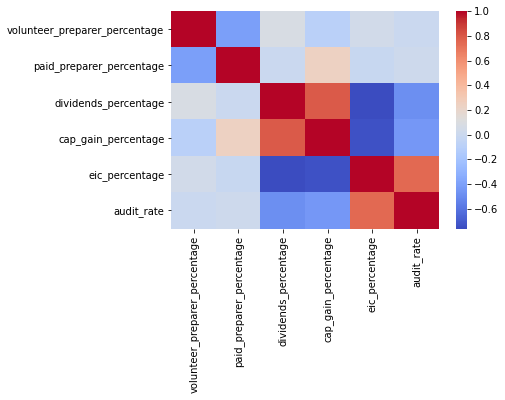 volunteer_preparer_percentage
paid_preparer_percentage
dividends_percentage
cap_gain_percentage
eic_percentage
audit_rate
volunteer_preparer_percentage
paid_preparer_percentage
dividends_percentage
cap_gain_percentage
eic_percentage
audit_rate
1.0
0.8
0.6
0.4
0.2
0.0
−0.2
−0.4
−0.6